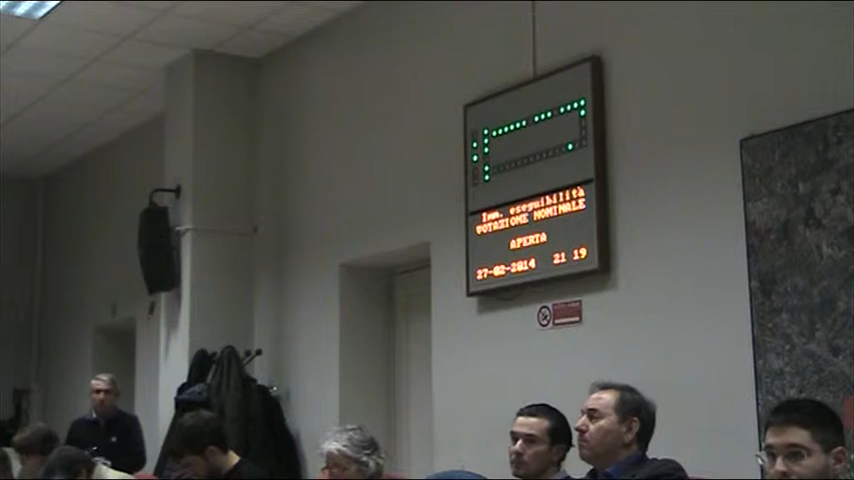 Imm. eseguibilità
VOTAZIONE NOMINALE
APERTA
27-02-2014 21 19